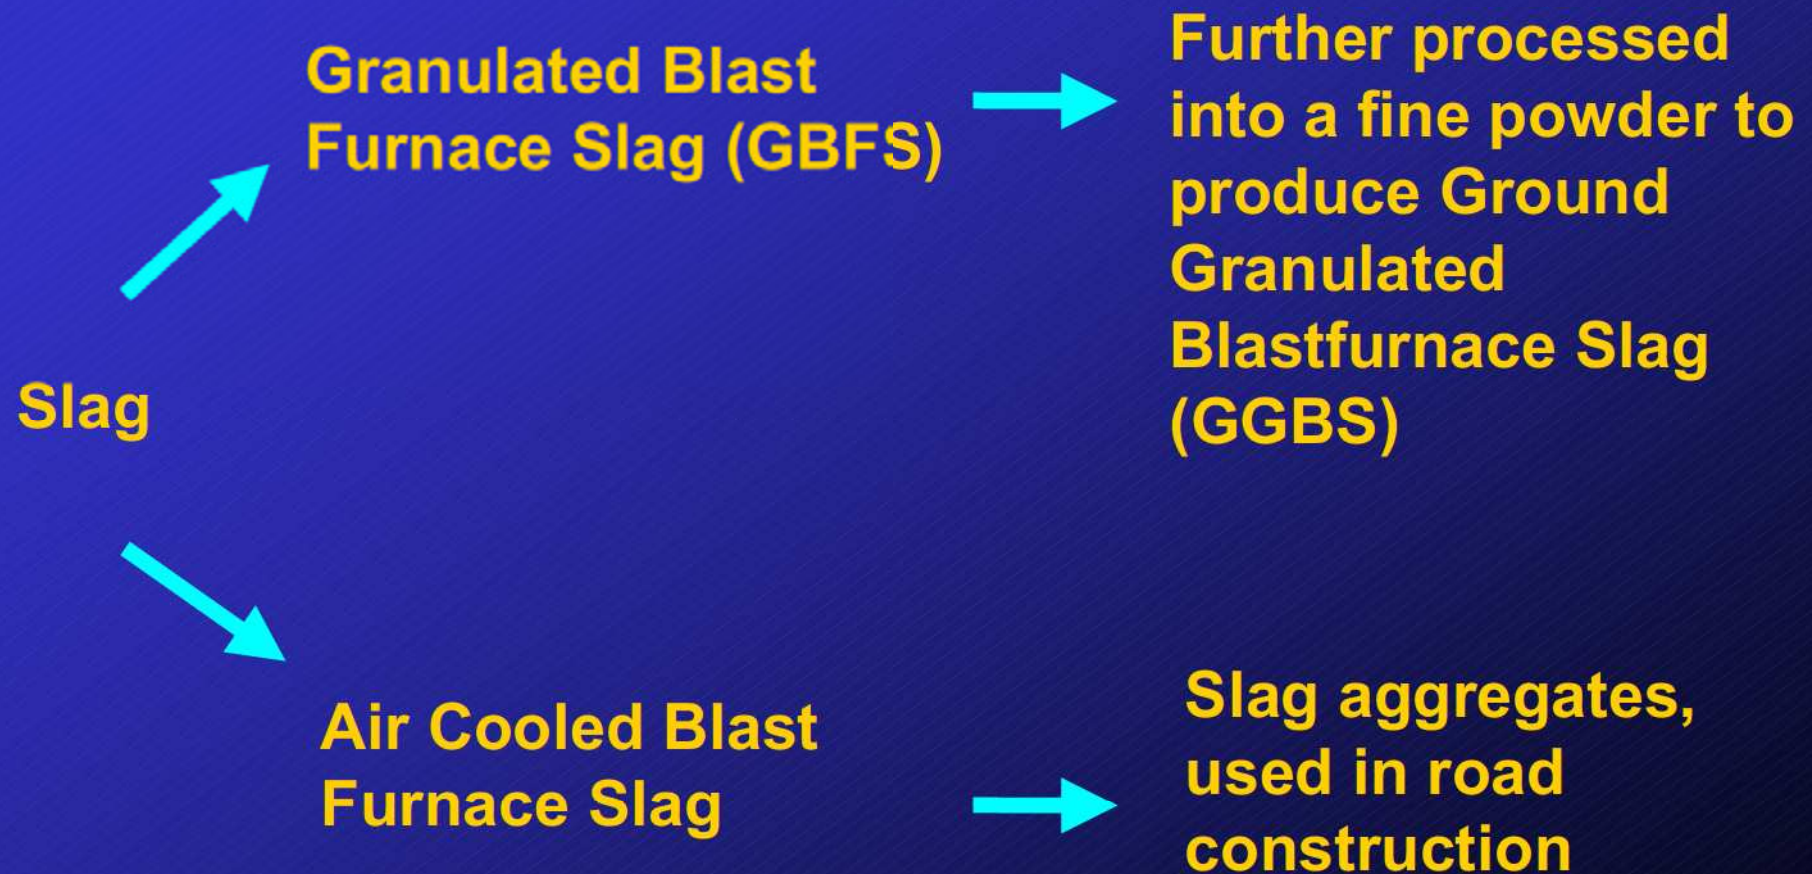 Slag
Granulated Blast
Furnace Slag (GBFS)
Further processed
into a fine powder to
produce Ground
Granulated
Blastfurnace Slag
(GGBS)
Air Cooled Blast
Furnace Slag
Slag aggregates,
used in road
construction